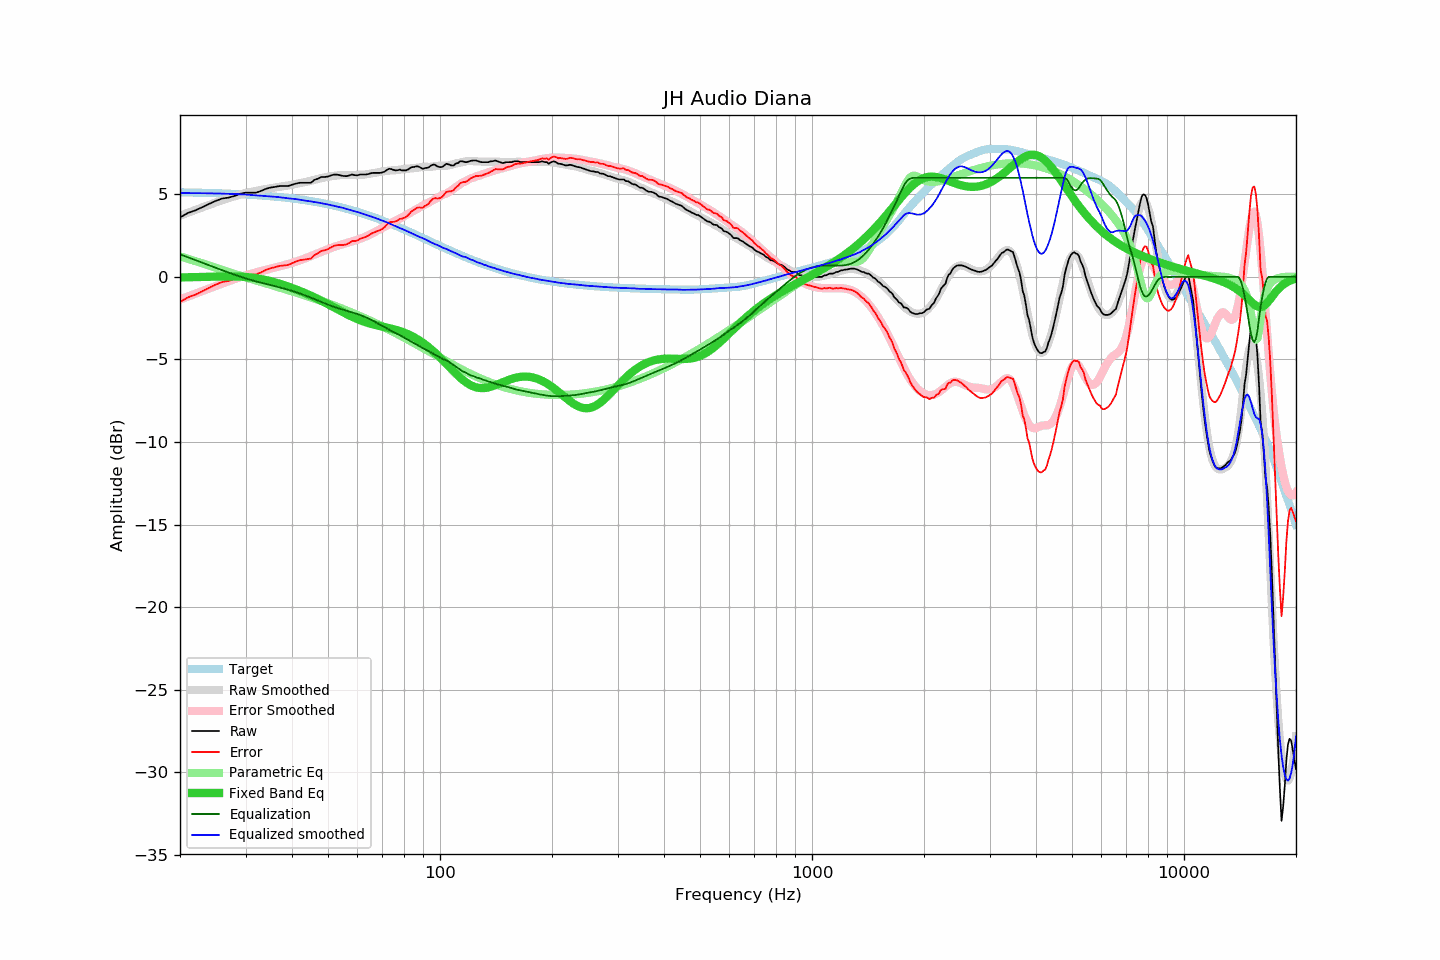 JH Audio Diana
5
0
−5
−10
−15
−20
−25
−30
−35
Amplitude (dBr)
Target
Raw Smoothed
Error Smoothed
Raw
Error
Parametric Eq
Fixed Band Eq
Equalization
Equalized smoothed
100 1000 10000
Frequency (Hz)